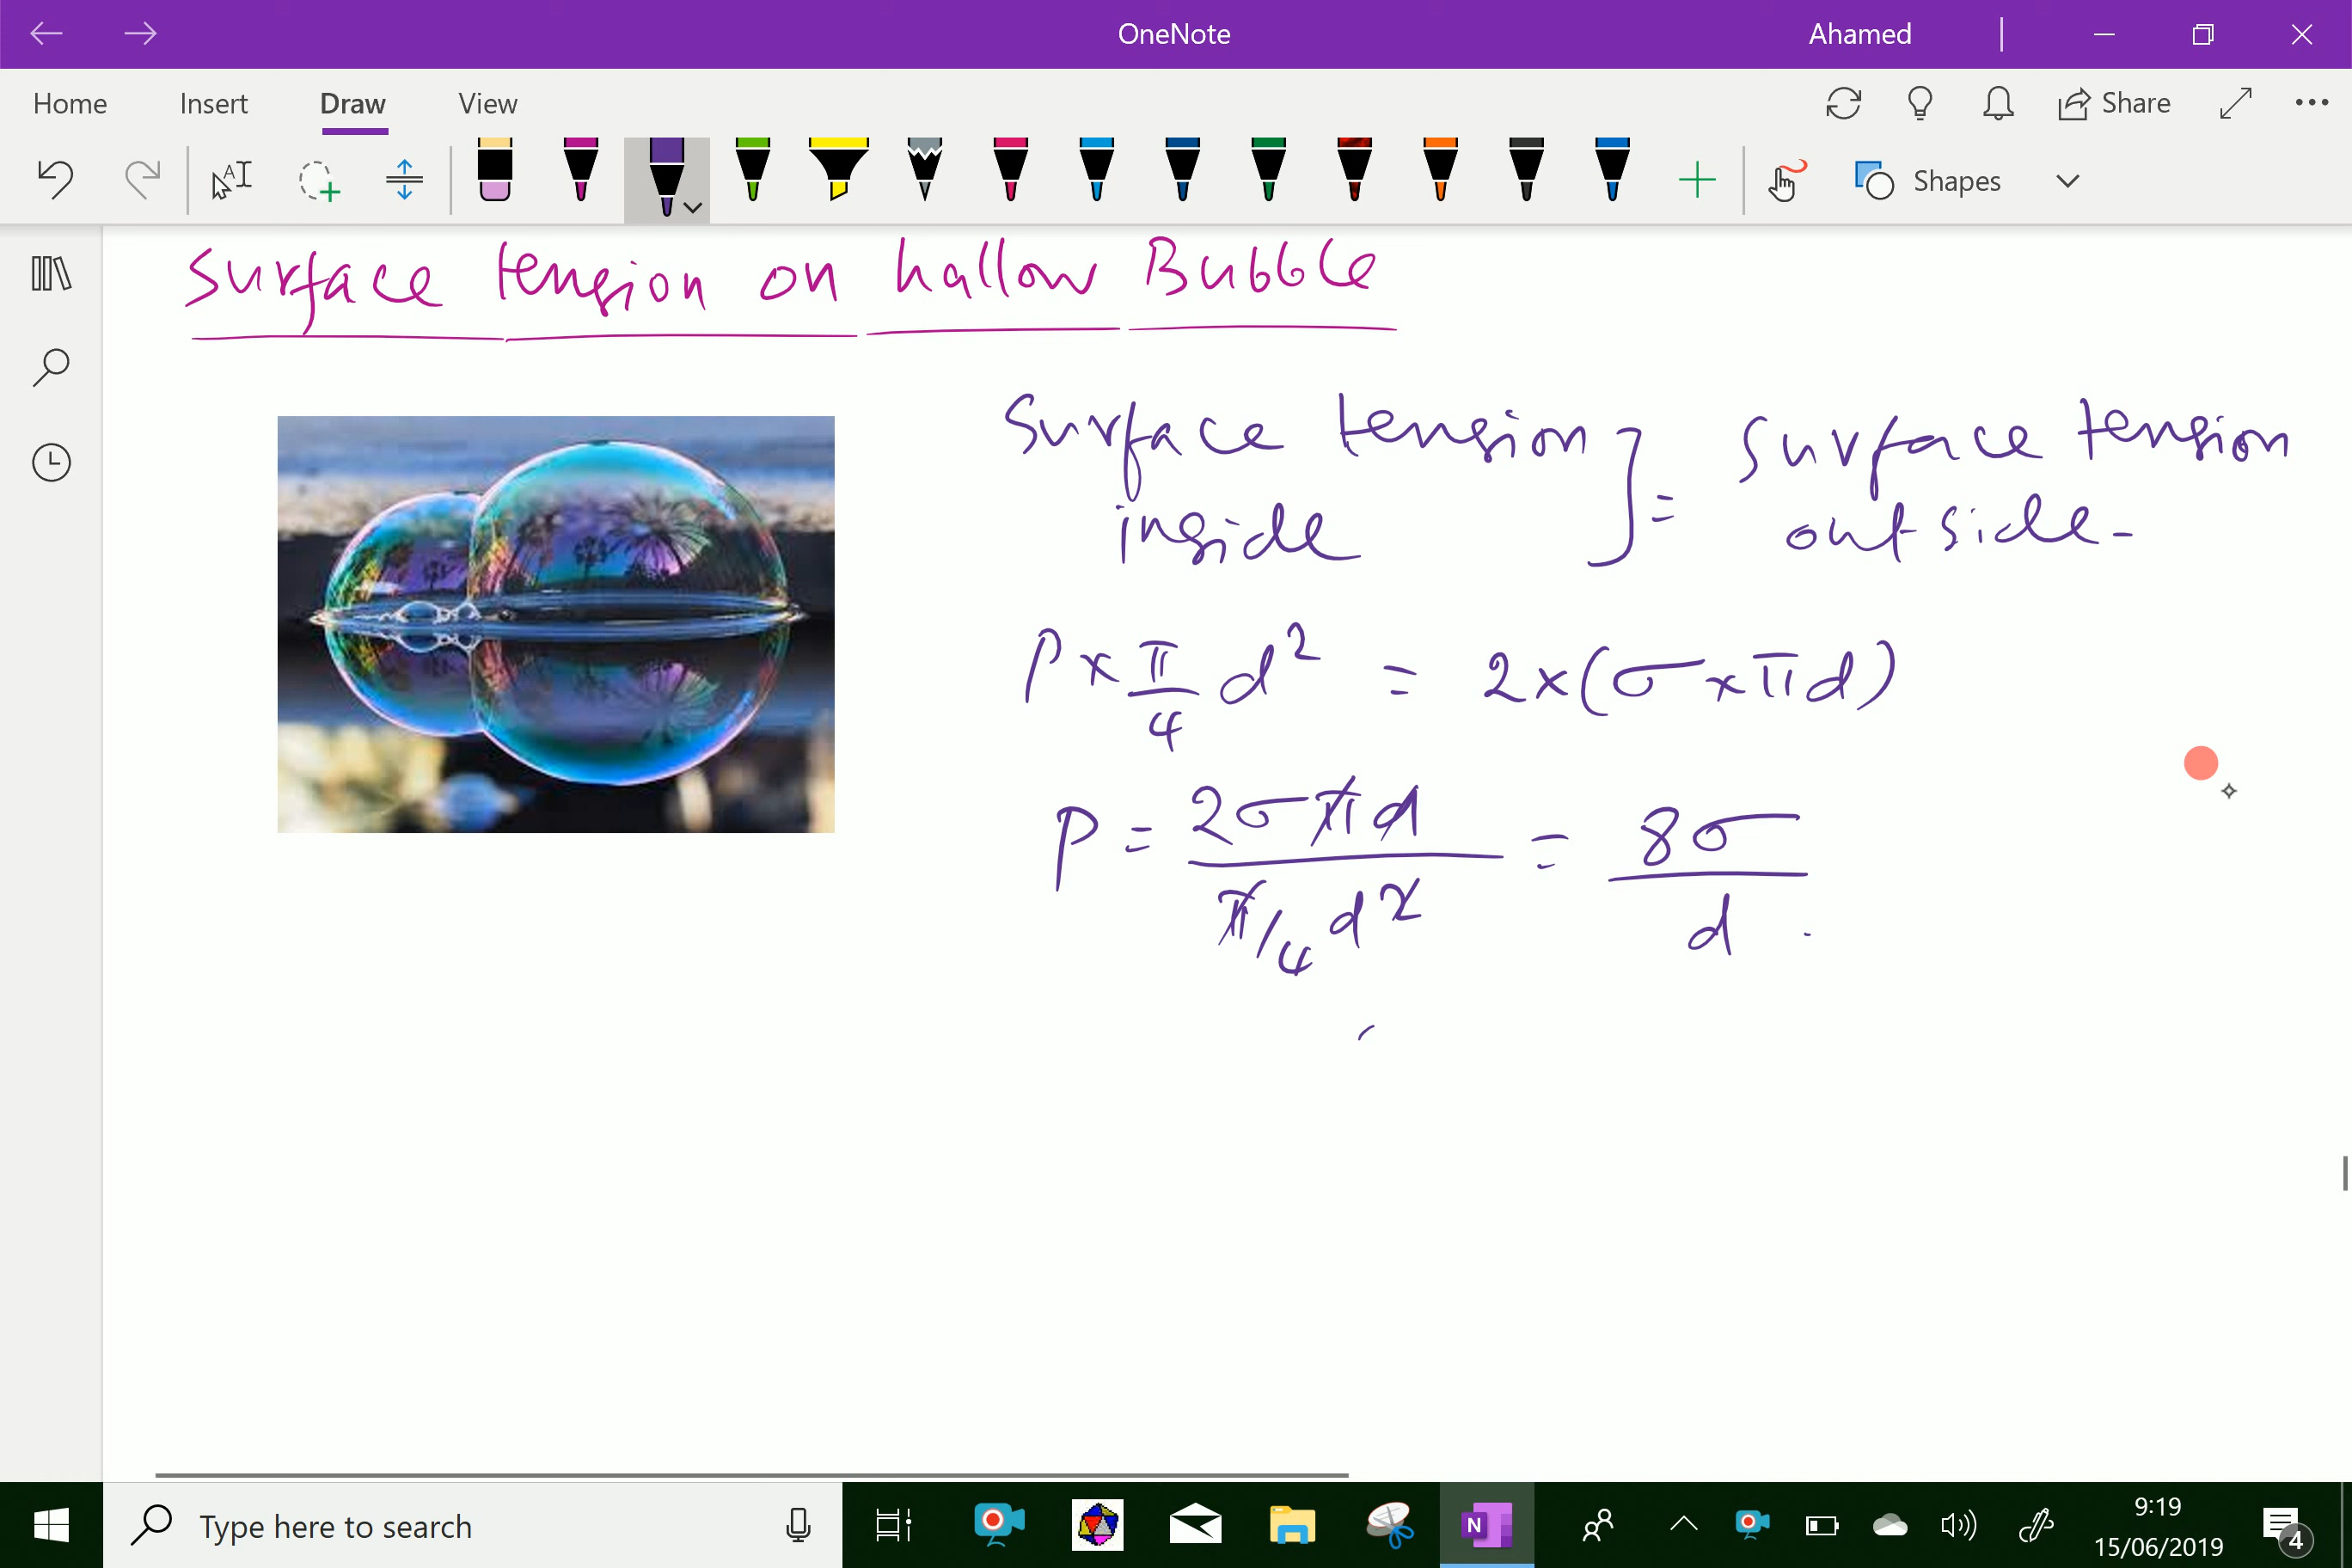 OneNote
Ahamed
Home Insert Draw View
Share
Shapes
Surface tension on hallow Bubble
Surface tension ] = Surface tension
inside outside-
P × π/4 d² = 2×(σ×πd)
P = 2σπd / π/4 d² = 8σ / d .
Type here to search
N
9:19
15/06/2019
4